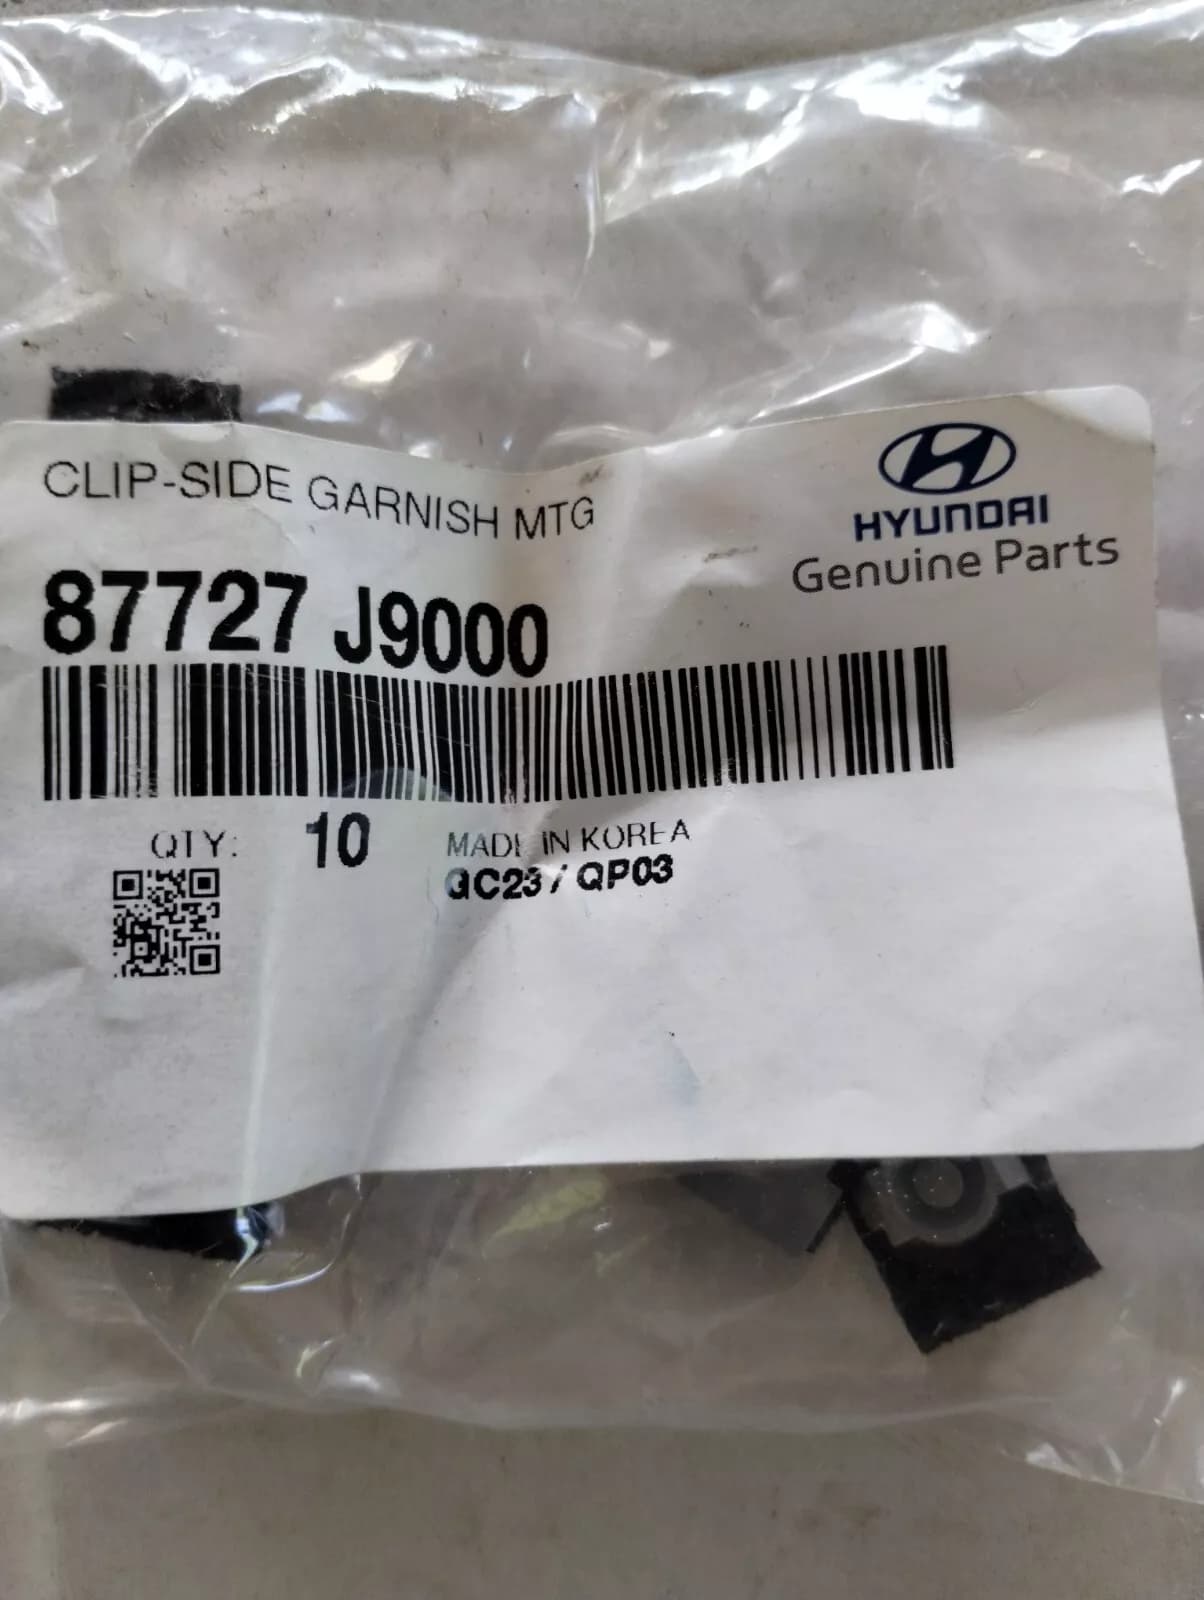 CLIP-SIDE GARNISH MTG
HYUNDAI
Genuine Parts
87727 J9000
QTY: 10
MADE IN KOREA
QC23 / QP03